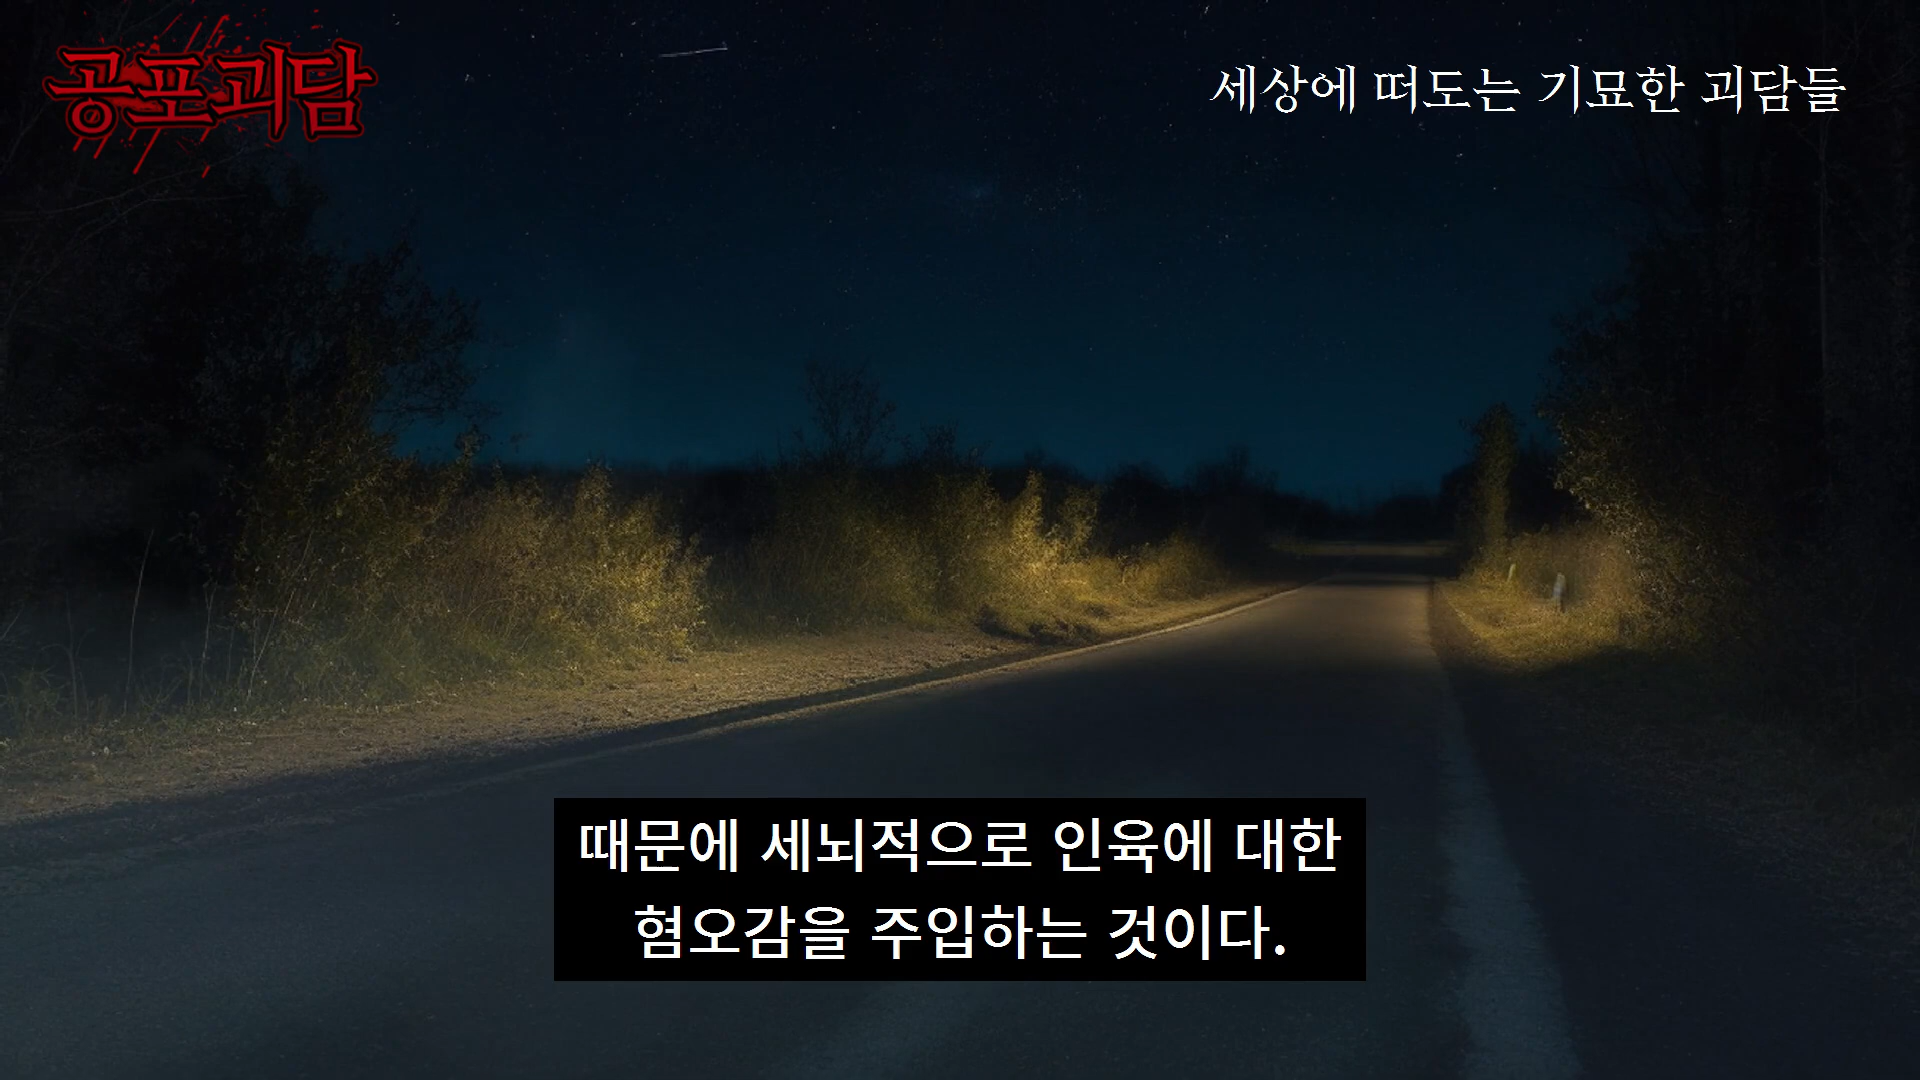 공포괴담
세상에 떠도는 기묘한 괴담들
때문에 세뇌적으로 인육에 대한
혐오감을 주입하는 것이다.